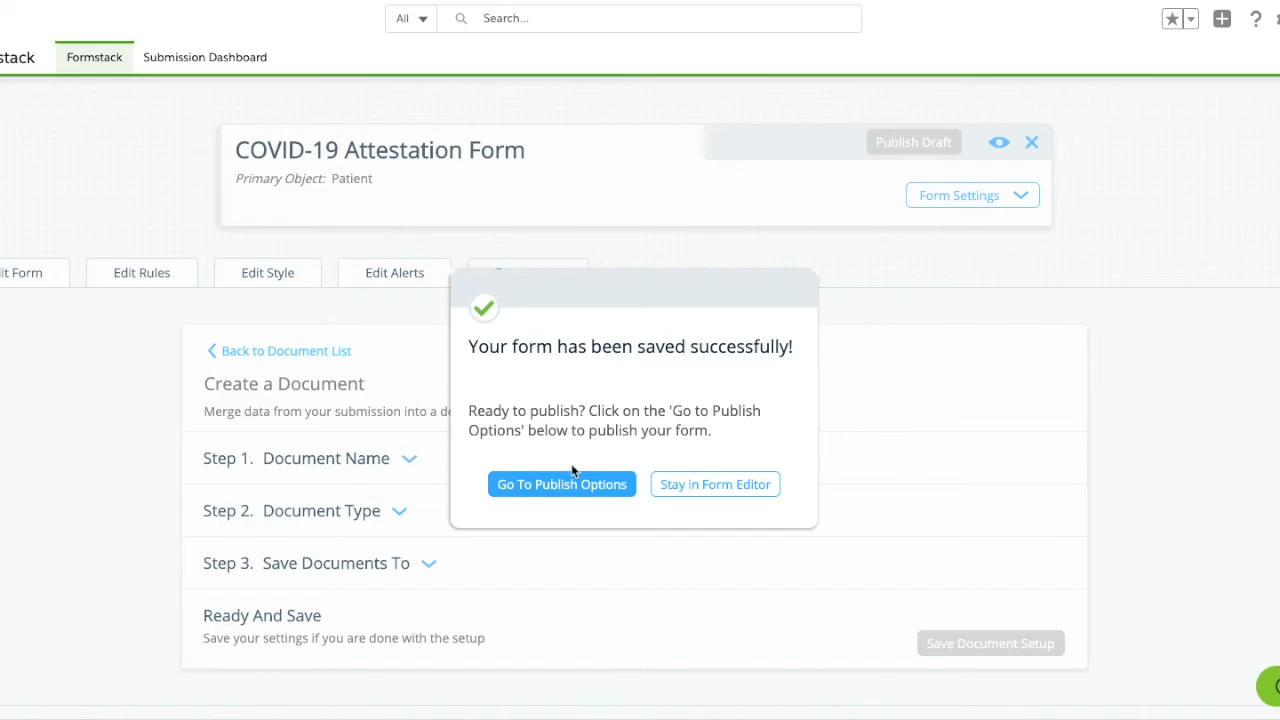 All
Search...
stack
Formstack
Submission Dashboard
COVID-19 Attestation Form
Publish Draft
Primary Object: Patient
Form Settings
it Form
Edit Rules
Edit Style
Edit Alerts
Back to Document List
Create a Document
Merge data from your submission into a d
Your form has been saved successfully!
Ready to publish? Click on the 'Go to Publish
Options' below to publish your form.
Go To Publish Options
Stay in Form Editor
Step 1. Document Name
Step 2. Document Type
Step 3. Save Documents To
Ready And Save
Save your settings if you are done with the setup
Save Document Setup